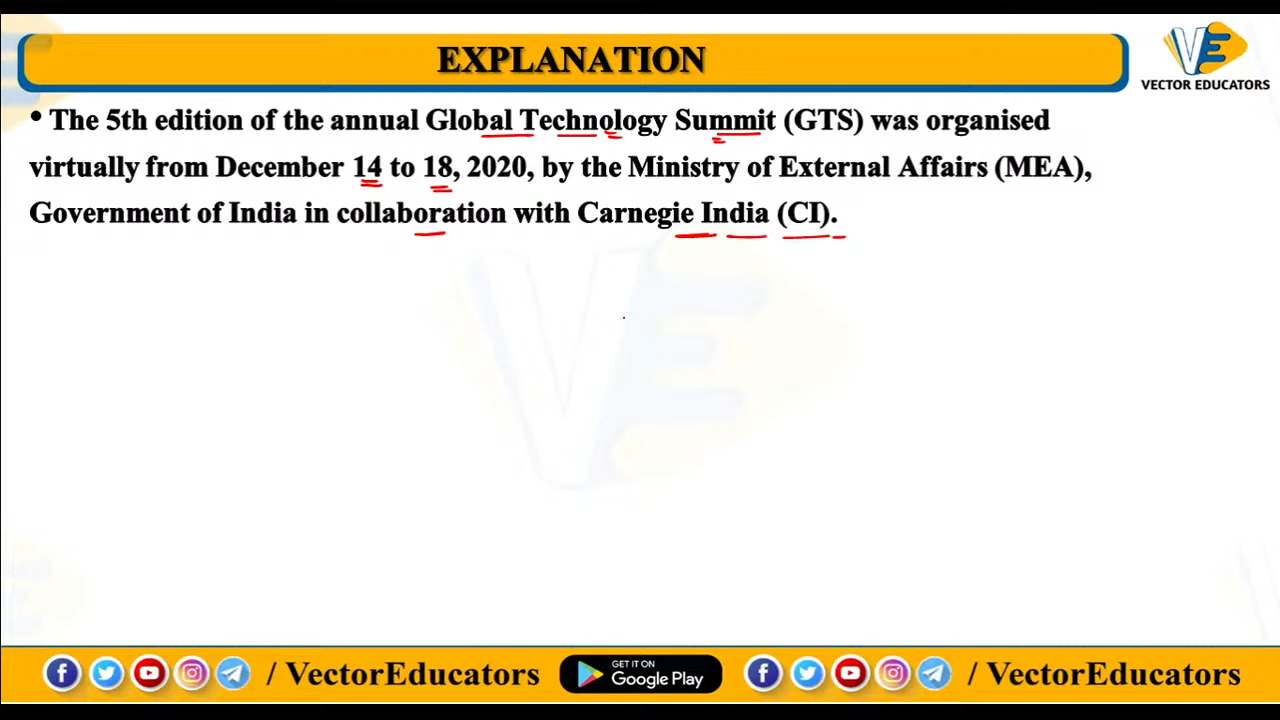 EXPLANATION
VE
VECTOR EDUCATORS
• The 5th edition of the annual Global Technology Summit (GTS) was organised
virtually from December 14 to 18, 2020, by the Ministry of External Affairs (MEA),
Government of India in collaboration with Carnegie India (CI).
/ VectorEducators
GET IT ON
Google Play
/ VectorEducators